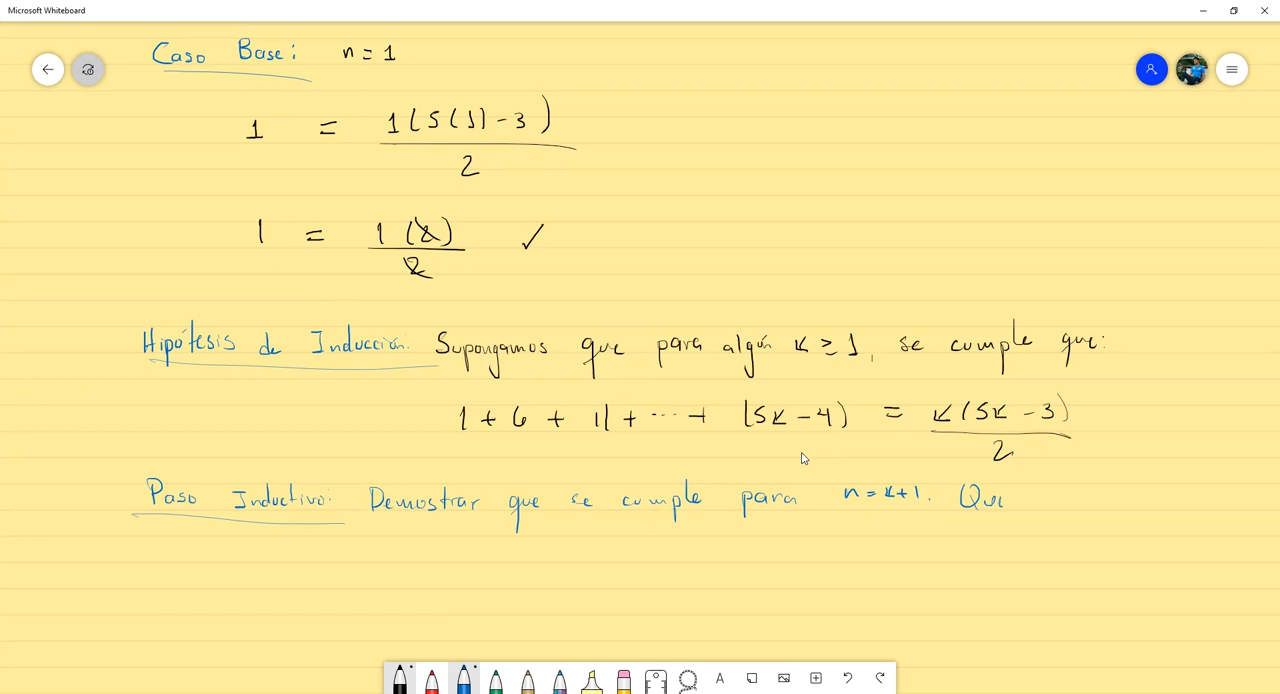 Microsoft Whiteboard
Caso Base: n = 1
1 = 1(5(1)-3) / 2
1 = 1(2) / 2 ✓
Hipótesis de Inducción: Supongamos que para algún k ≥ 1, se cumple que:
1 + 6 + 11 + ... + (5k - 4) = k(5k - 3) / 2
Paso Inductivo: Demostrar que se cumple para n = k+1. Que
A